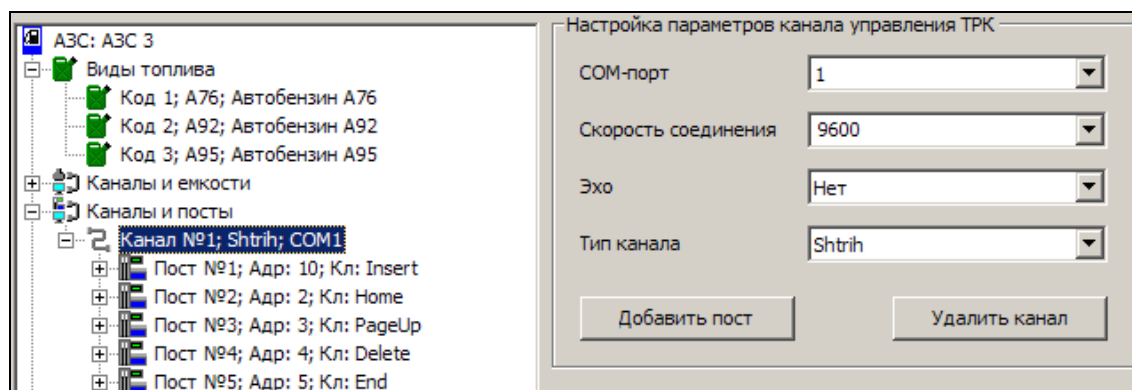 АЗС: АЗС 3
Виды топлива
Код 1; А76; Автобензин А76
Код 2; А92; Автобензин А92
Код 3; А95; Автобензин А95
Каналы и емкости
Каналы и посты
Канал №1; Shtrih; COM1
Пост №1; Адр: 10; Кл: Insert
Пост №2; Адр: 2; Кл: Home
Пост №3; Адр: 3; Кл: PageUp
Пост №4; Адр: 4; Кл: Delete
Пост №5; Адр: 5; Кл: End
Настройка параметров канала управления ТРК
COM-порт 1
Скорость соединения 9600
Эхо Нет
Тип канала Shtrih
Добавить пост Удалить канал